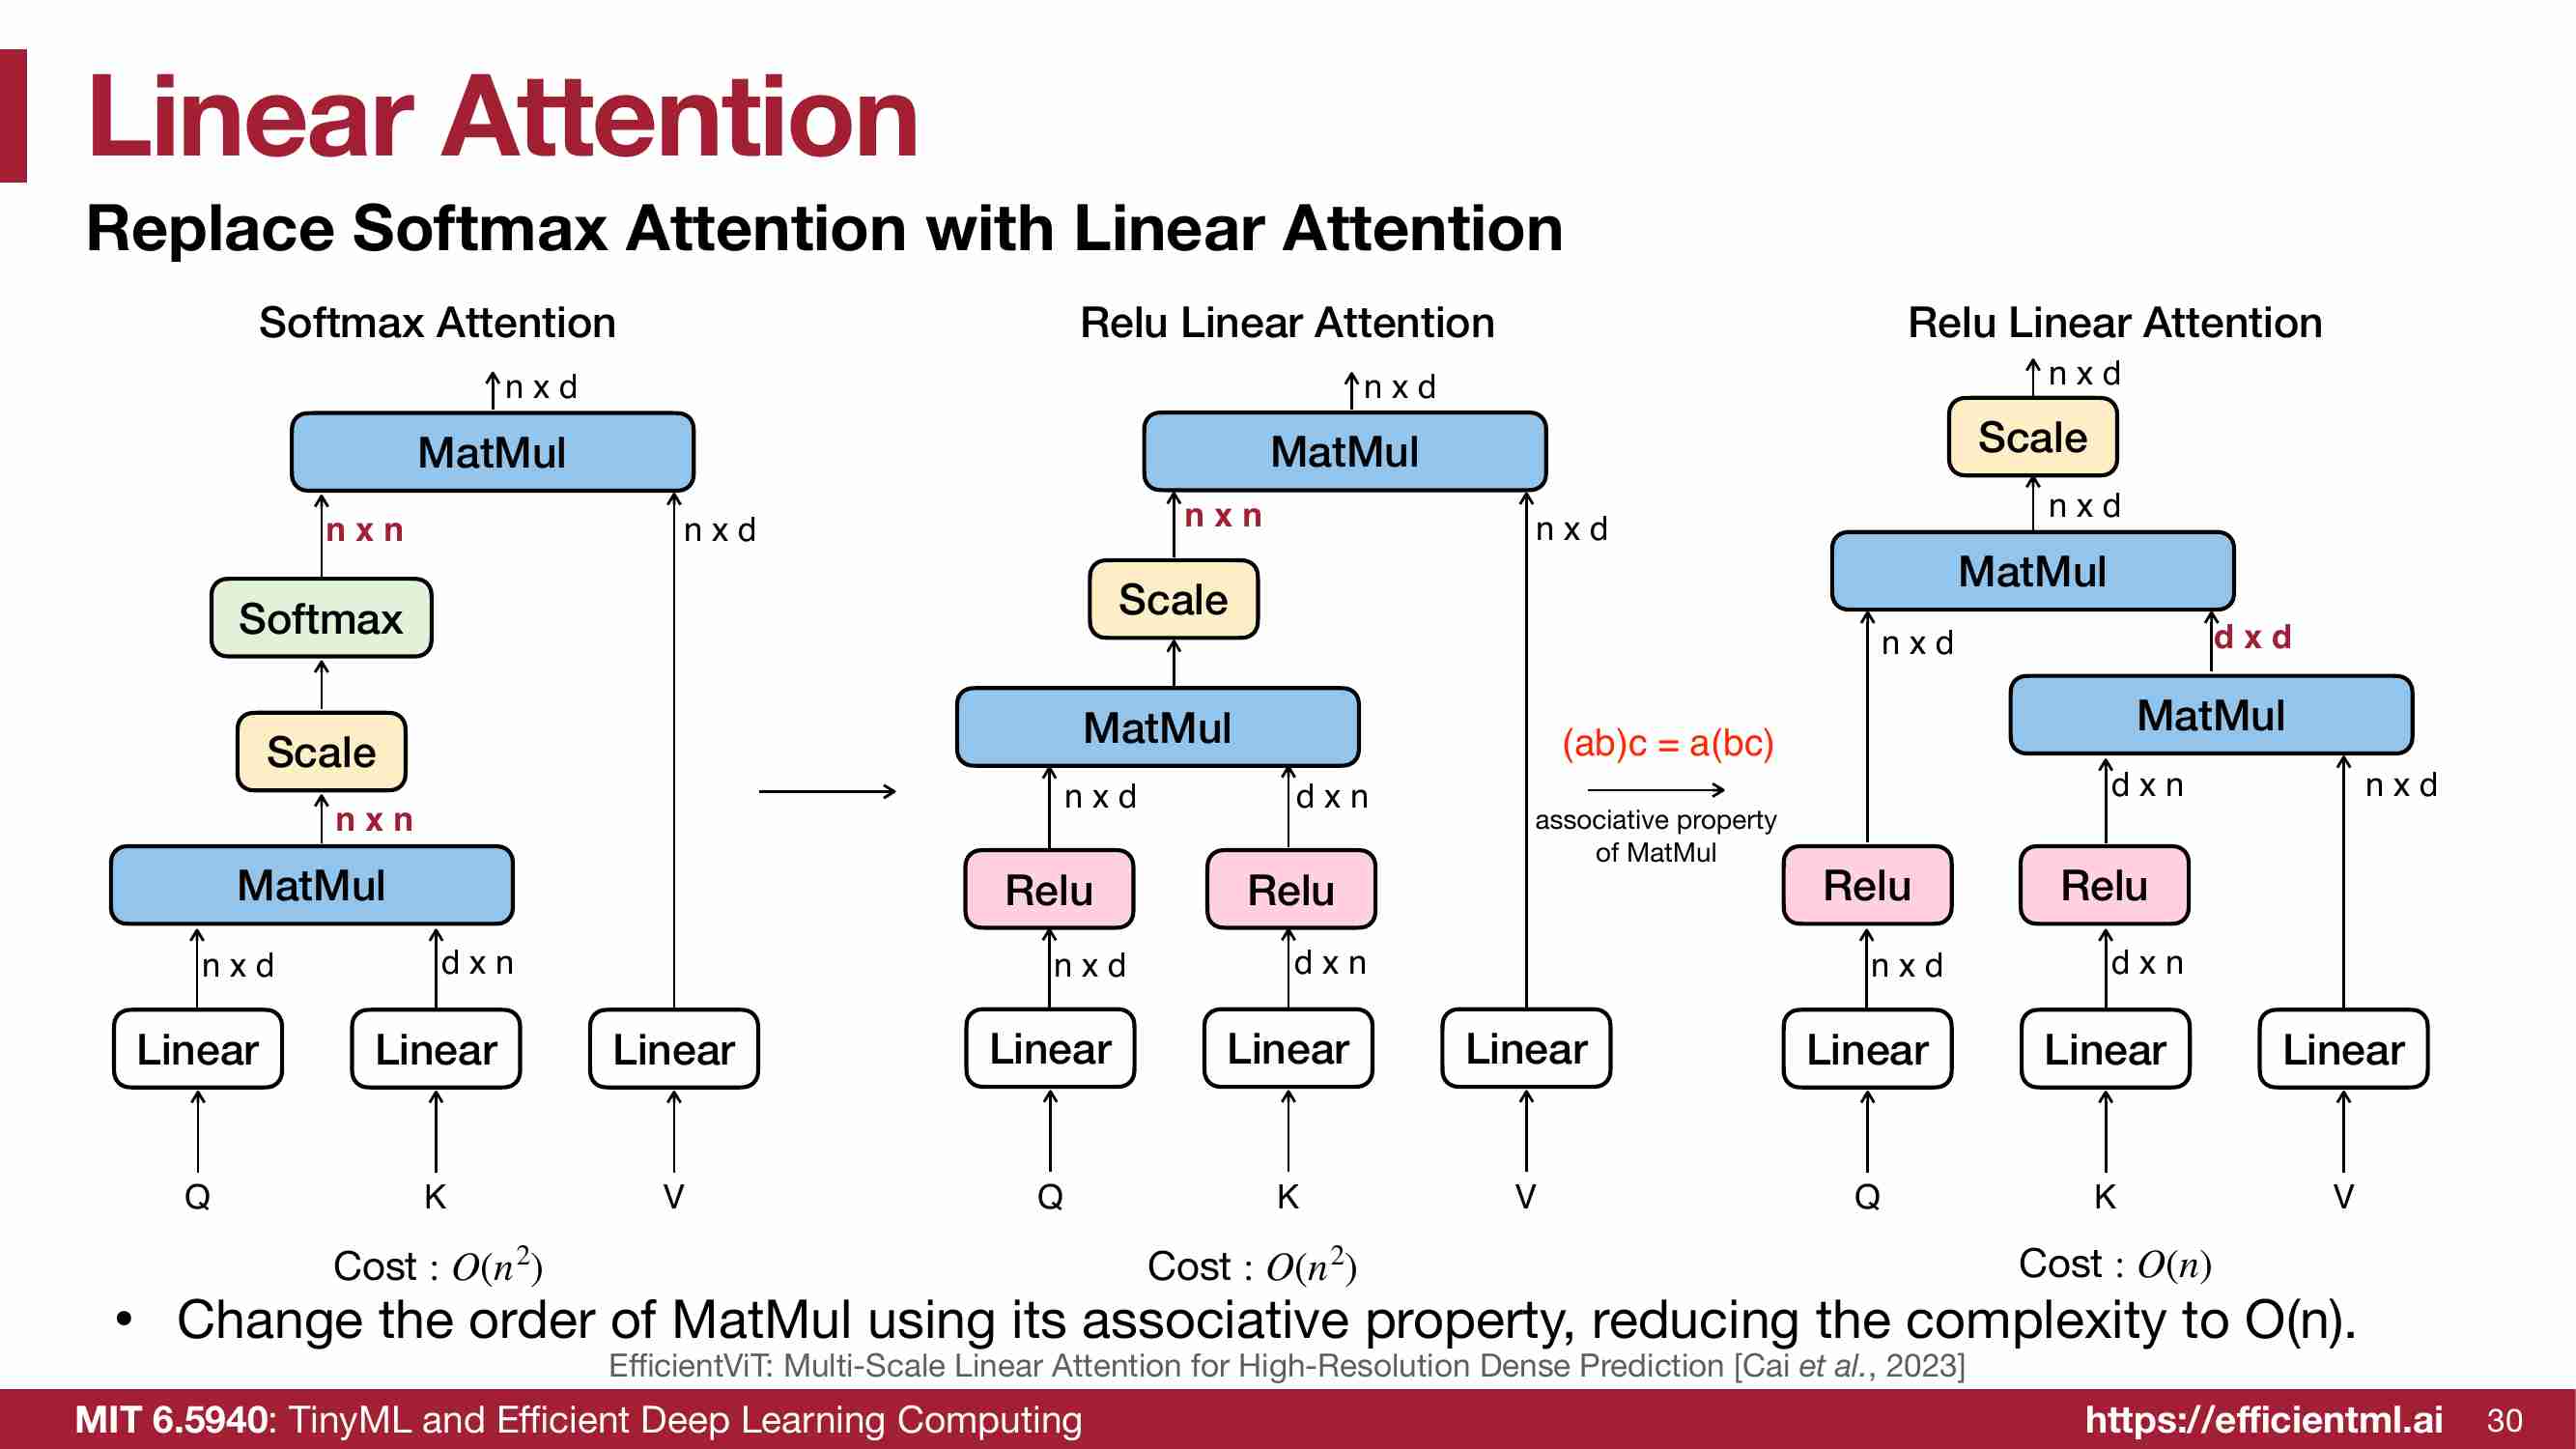 Linear Attention
Replace Softmax Attention with Linear Attention
Softmax Attention
n x d
MatMul
n x n
n x d
Softmax
Scale
n x n
MatMul
n x d
d x n
Linear
Linear
Linear
Q
K
V
Cost : O(n²)
Relu Linear Attention
n x d
MatMul
n x n
n x d
Scale
MatMul
n x d
d x n
Relu
Relu
n x d
d x n
Linear
Linear
Linear
Q
K
V
Cost : O(n²)
(ab)c = a(bc)
associative property
of MatMul
Relu Linear Attention
n x d
Scale
n x d
MatMul
n x d
d x d
MatMul
d x n
n x d
Relu
Relu
n x d
d x n
Linear
Linear
Linear
Q
K
V
Cost : O(n)
• Change the order of MatMul using its associative property, reducing the complexity to O(n).
EfficientViT: Multi-Scale Linear Attention for High-Resolution Dense Prediction [Cai et al., 2023]
MIT 6.5940: TinyML and Efficient Deep Learning Computing
https://efficientml.ai
30